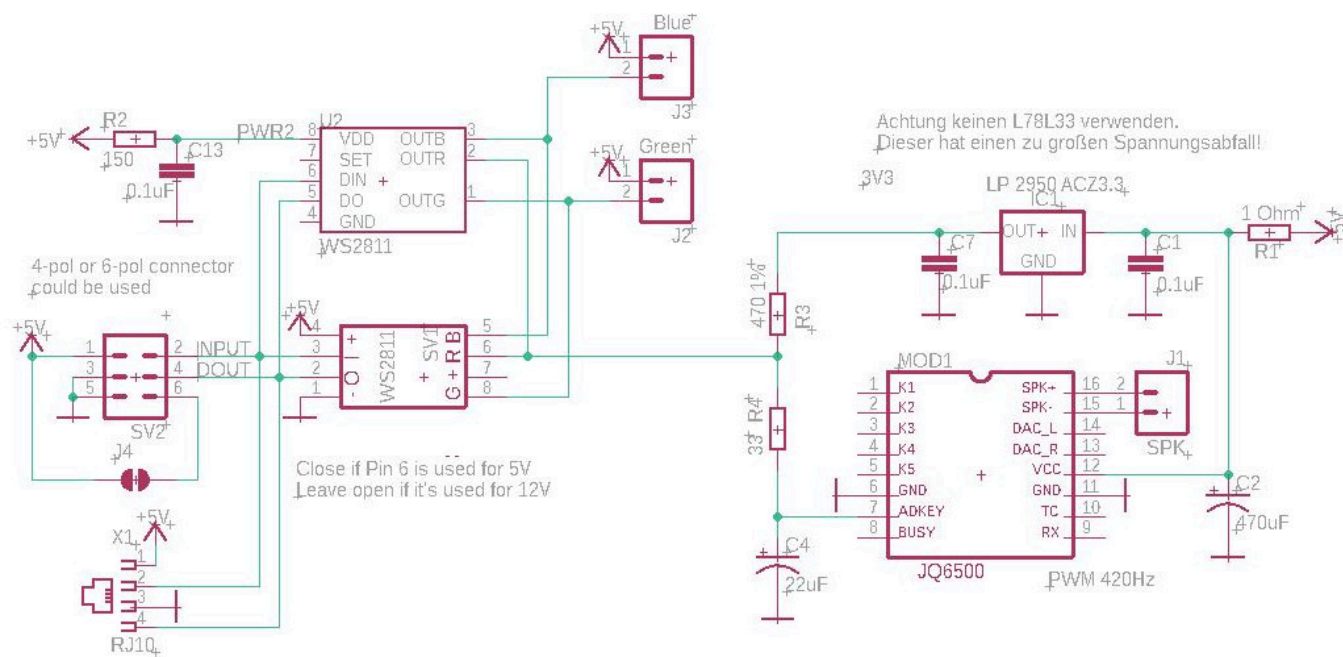 Blue
+5V
1
2
J3
Green
+5V
1
2
J2
+5V
R2
150
C13
0.1uF
PWR2
U2
8 VDD OUTB 3
7 SET OUTR 2
6 DIN
5 DO OUTG 1
4 GND
WS2811
4-pol or 6-pol connector
could be used
+5V
1 2 INPUT
3 4 DOUT
5 6
SV2
J4
+5V
4 + B 5
3 I R 6
2 O + 7
1 - G 8
WS2811
SV1
Close if Pin 6 is used for 5V
Leave open if it's used for 12V
+5V
X1
1
2
3
4
RJ10
Achtung keinen L78L33 verwenden.
Dieser hat einen zu großen Spannungsabfall!
3V3
LP 2950 ACZ3.3
IC1
OUT IN
GND
C7
0.1uF
C1
0.1uF
1 Ohm
R1
+5V
470 1%
R3
33
R4
C4
22uF
MOD1
1 K1 SPK+ 16
2 K2 SPK- 15
3 K3 DAC_L 14
4 K4 DAC_R 13
5 K5 VCC 12
6 GND GND 11
7 ADKEY TC 10
8 BUSY RX 9
JQ6500
PWM 420Hz
J1
2
1
SPK
C2
470uF